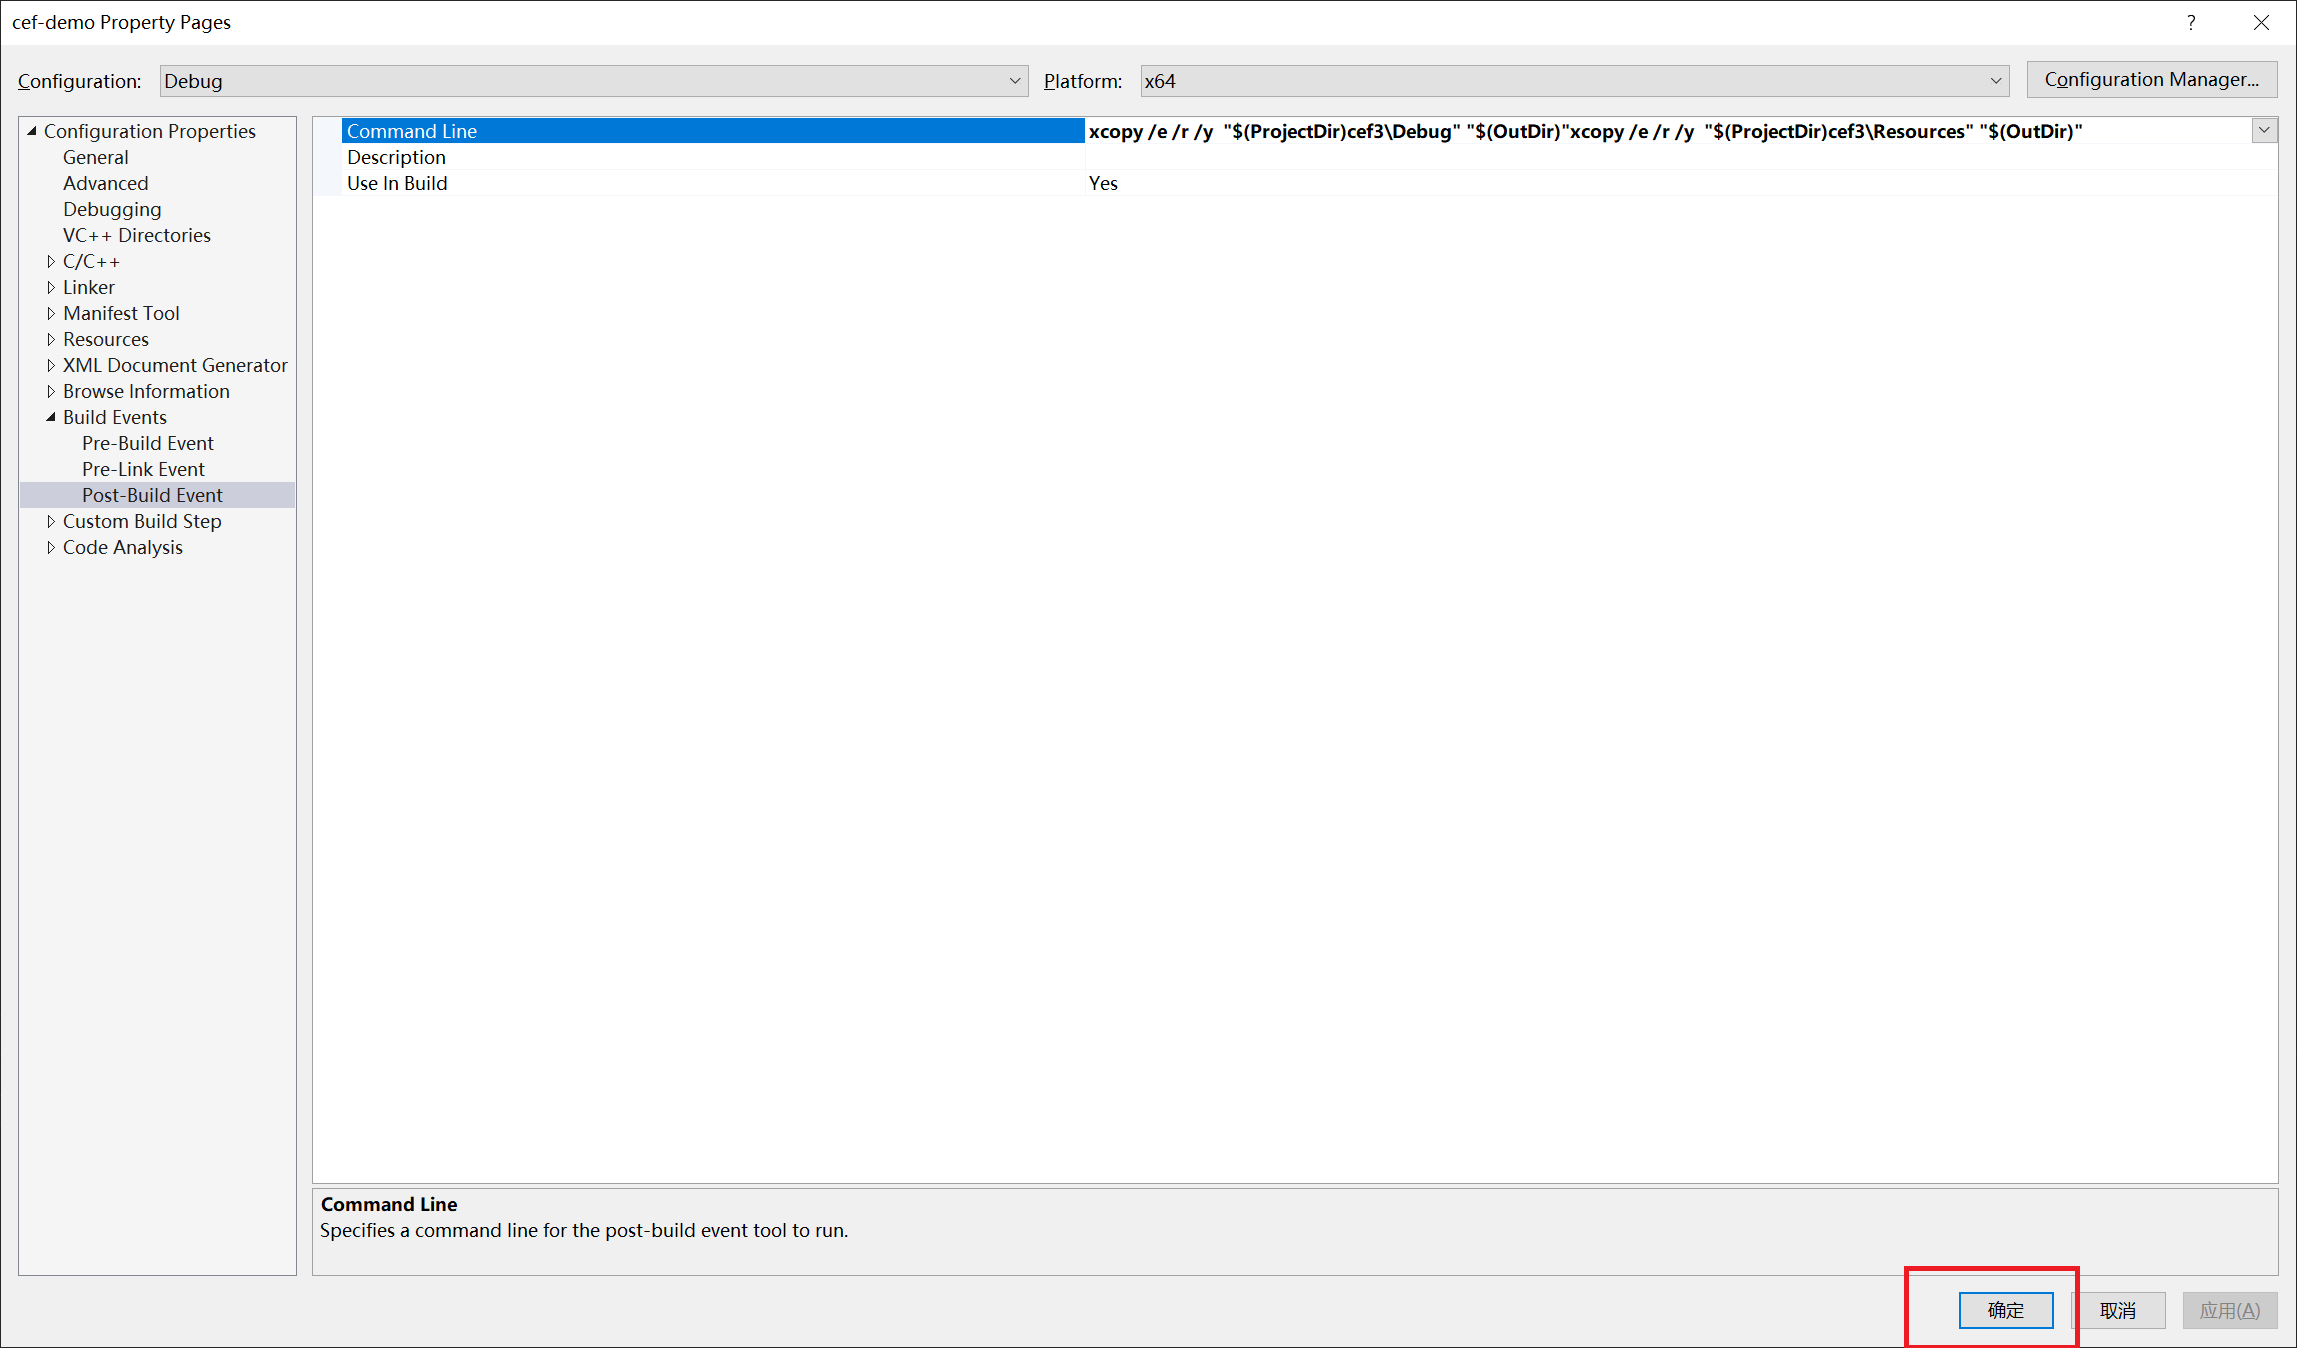 cef-demo Property Pages
?
Configuration:
Debug
Platform:
x64
Configuration Manager...
Configuration Properties
General
Advanced
Debugging
VC++ Directories
C/C++
Linker
Manifest Tool
Resources
XML Document Generator
Browse Information
Build Events
Pre-Build Event
Pre-Link Event
Post-Build Event
Custom Build Step
Code Analysis
Command Line xcopy /e /r /y  "$(ProjectDir)cef3\Debug" "$(OutDir)"xcopy /e /r /y  "$(ProjectDir)cef3\Resources" "$(OutDir)"
Description
Use In Build Yes
Command Line
Specifies a command line for the post-build event tool to run.
确定
取消
应用(A)